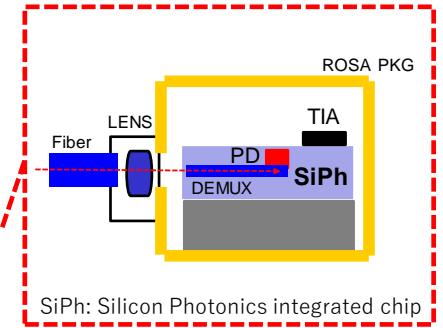 ROSA PKG
LENS
TIA
Fiber
PD
SiPh
DEMUX
SiPh: Silicon Photonics integrated chip